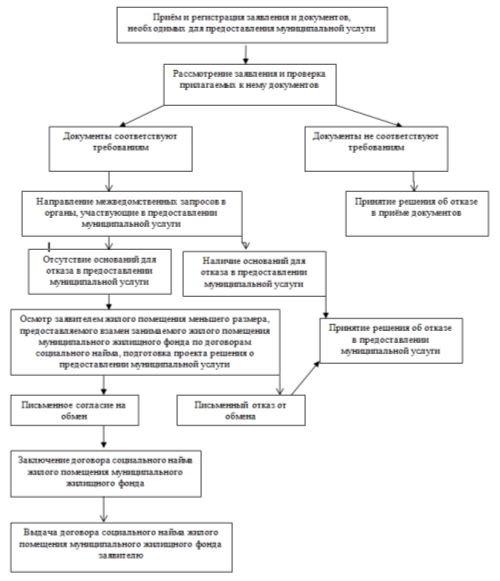 Приём и регистрация заявления и документов,
необходимых для предоставления муниципальной услуги
Рассмотрение заявления и проверка
прилагаемых к нему документов
Документы соответствуют
требованиям
Документы не соответствуют
требованиям
Направление межведомственных запросов в
органы, участвующие в предоставлении
муниципальной услуги
Принятие решения об отказе
в приёме документов
Отсутствие оснований для
отказа в предоставлении
муниципальной услуги
Наличие оснований для
отказа в предоставлении
муниципальной услуги
Осмотр заявителем жилого помещения меньшего размера,
предоставляемого взамен занимаемого жилого помещения
муниципального жилищного фонда по договорам
социального найма, подготовка проекта решения о
предоставлении муниципальной услуги
Принятие решения об отказе
в предоставлении
муниципальной услуги
Письменное согласие на
обмен
Письменный отказ от
обмена
Заключение договора социального найма
жилого помещения муниципального
жилищного фонда
Выдача договора социального найма жилого
помещения муниципального жилищного фонда
заявителю